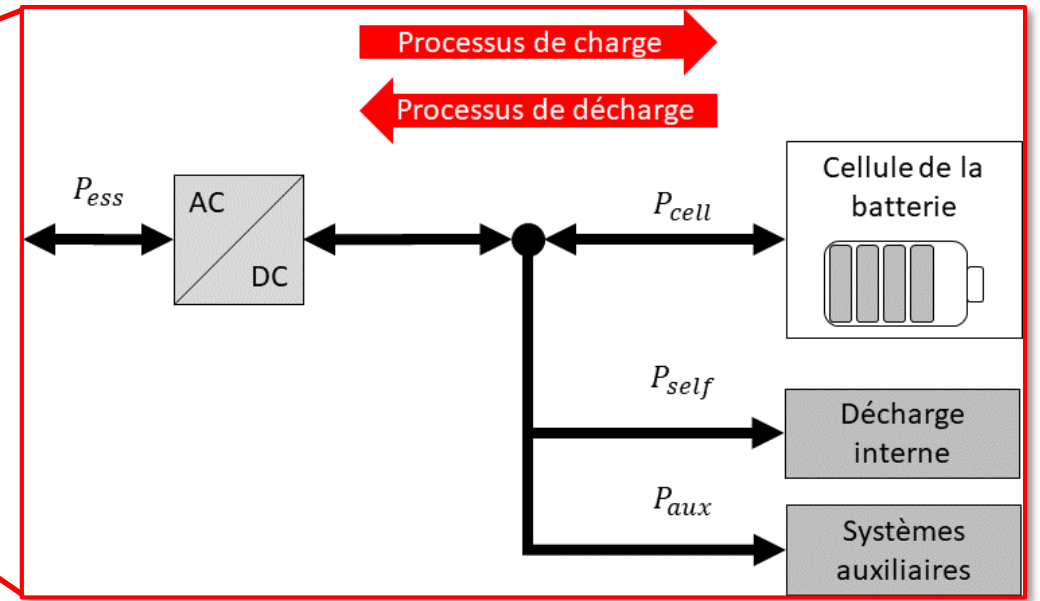 Processus de charge
Processus de décharge
P_ess
AC
DC
P_cell
Cellule de la
batterie
P_self
Décharge
interne
P_aux
Systèmes
auxiliaires